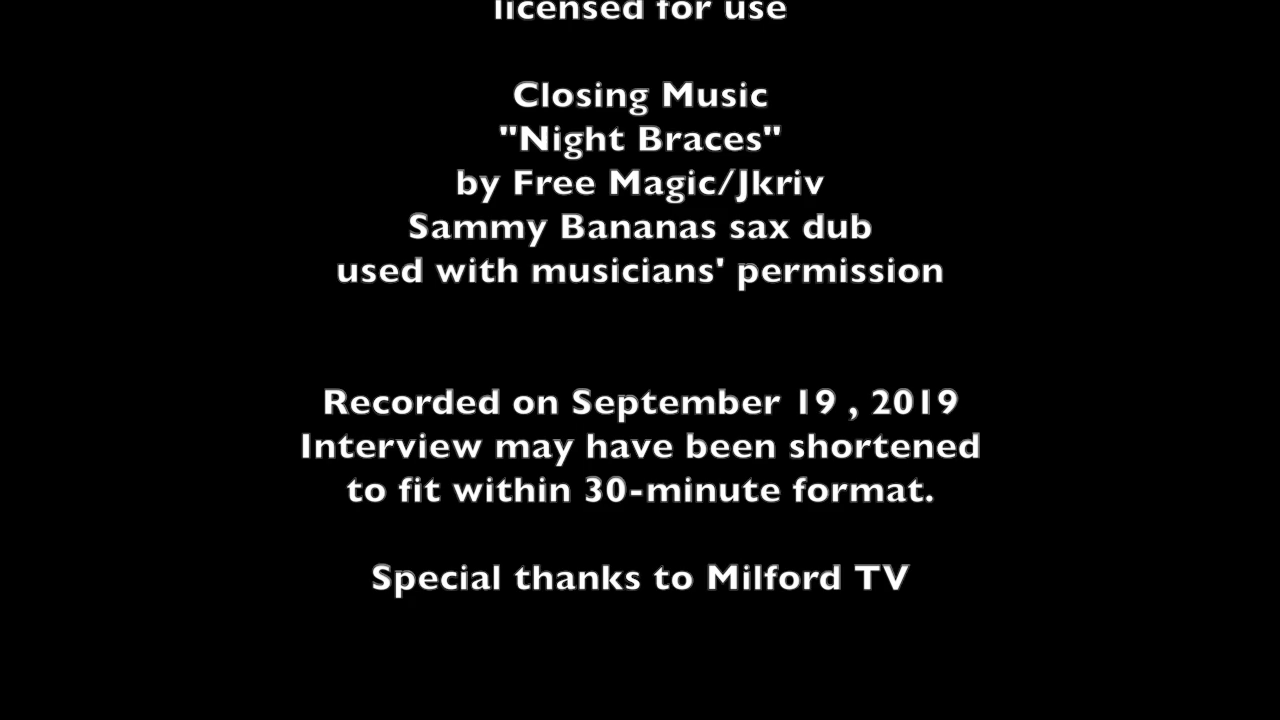 licensed for use
Closing Music
"Night Braces"
by Free Magic/Jkriv
Sammy Bananas sax dub
used with musicians' permission
Recorded on September 19 , 2019
Interview may have been shortened
to fit within 30-minute format.
Special thanks to Milford TV